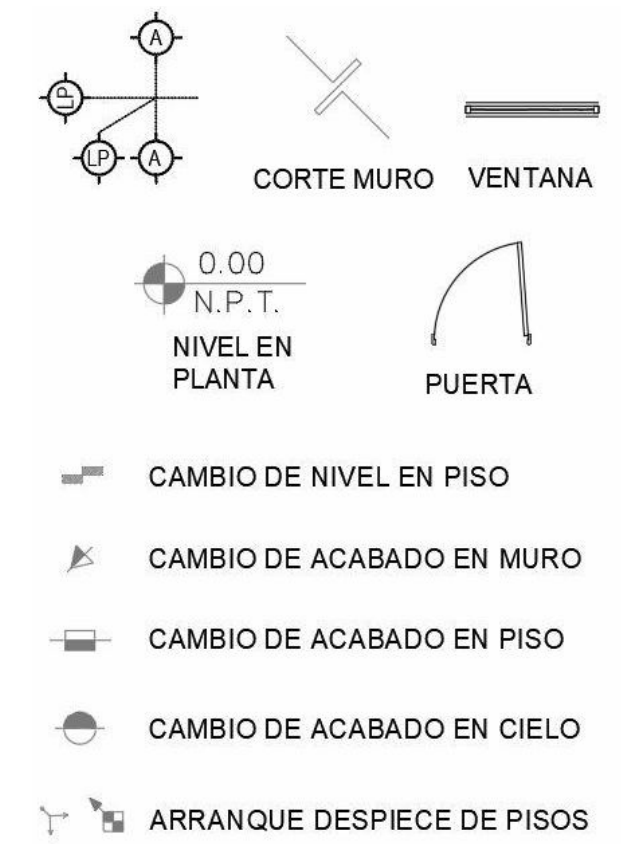 A
LP
LP
A
CORTE MURO
VENTANA
0.00
N.P.T.
NIVEL EN
PLANTA
PUERTA
CAMBIO DE NIVEL EN PISO
CAMBIO DE ACABADO EN MURO
CAMBIO DE ACABADO EN PISO
CAMBIO DE ACABADO EN CIELO
ARRANQUE DESPIECE DE PISOS